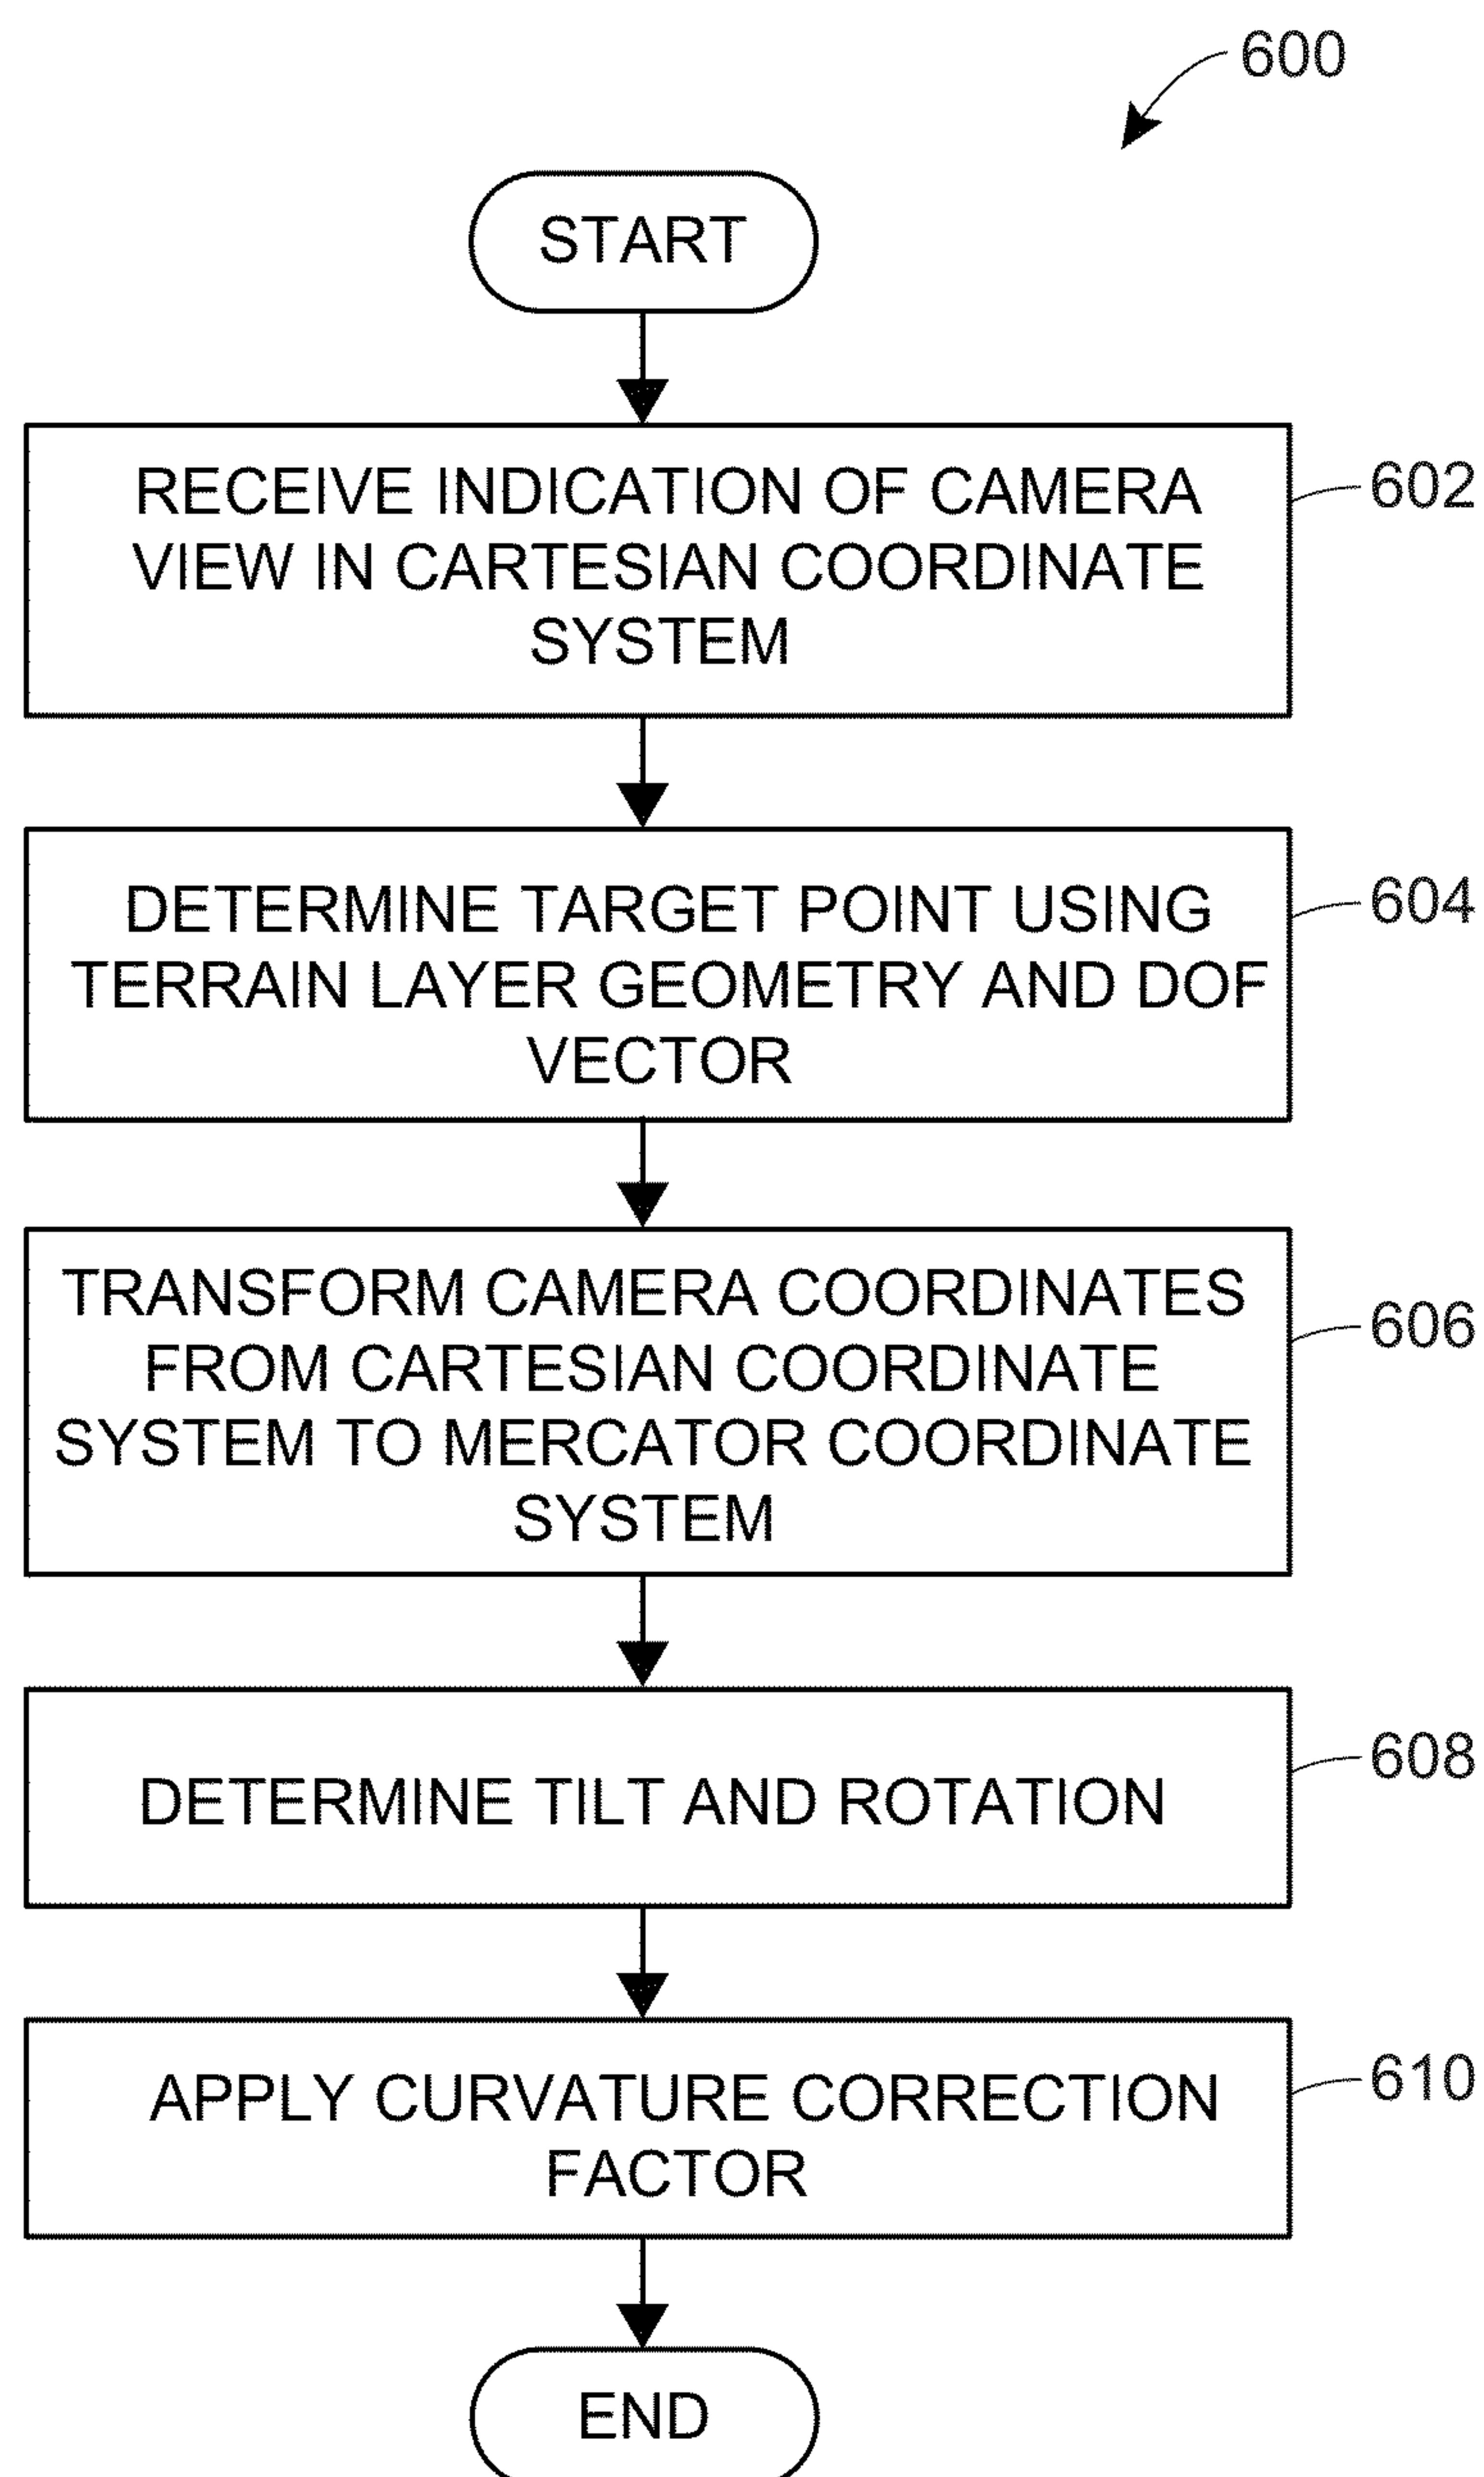 600
START
RECEIVE INDICATION OF CAMERA
VIEW IN CARTESIAN COORDINATE
SYSTEM
602
DETERMINE TARGET POINT USING
TERRAIN LAYER GEOMETRY AND DOF
VECTOR
604
TRANSFORM CAMERA COORDINATES
FROM CARTESIAN COORDINATE
SYSTEM TO MERCATOR COORDINATE
SYSTEM
606
DETERMINE TILT AND ROTATION
608
APPLY CURVATURE CORRECTION
FACTOR
610
END